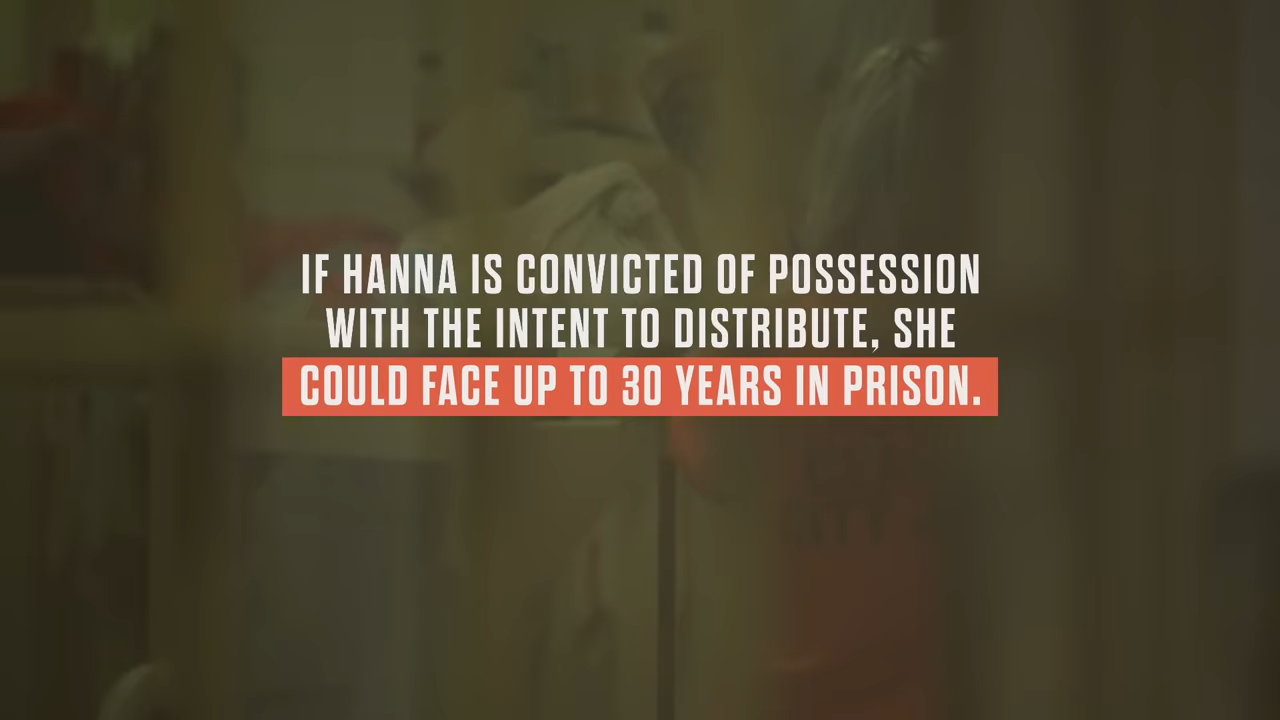 IF HANNA IS CONVICTED OF POSSESSION
WITH THE INTENT TO DISTRIBUTE, SHE
COULD FACE UP TO 30 YEARS IN PRISON.